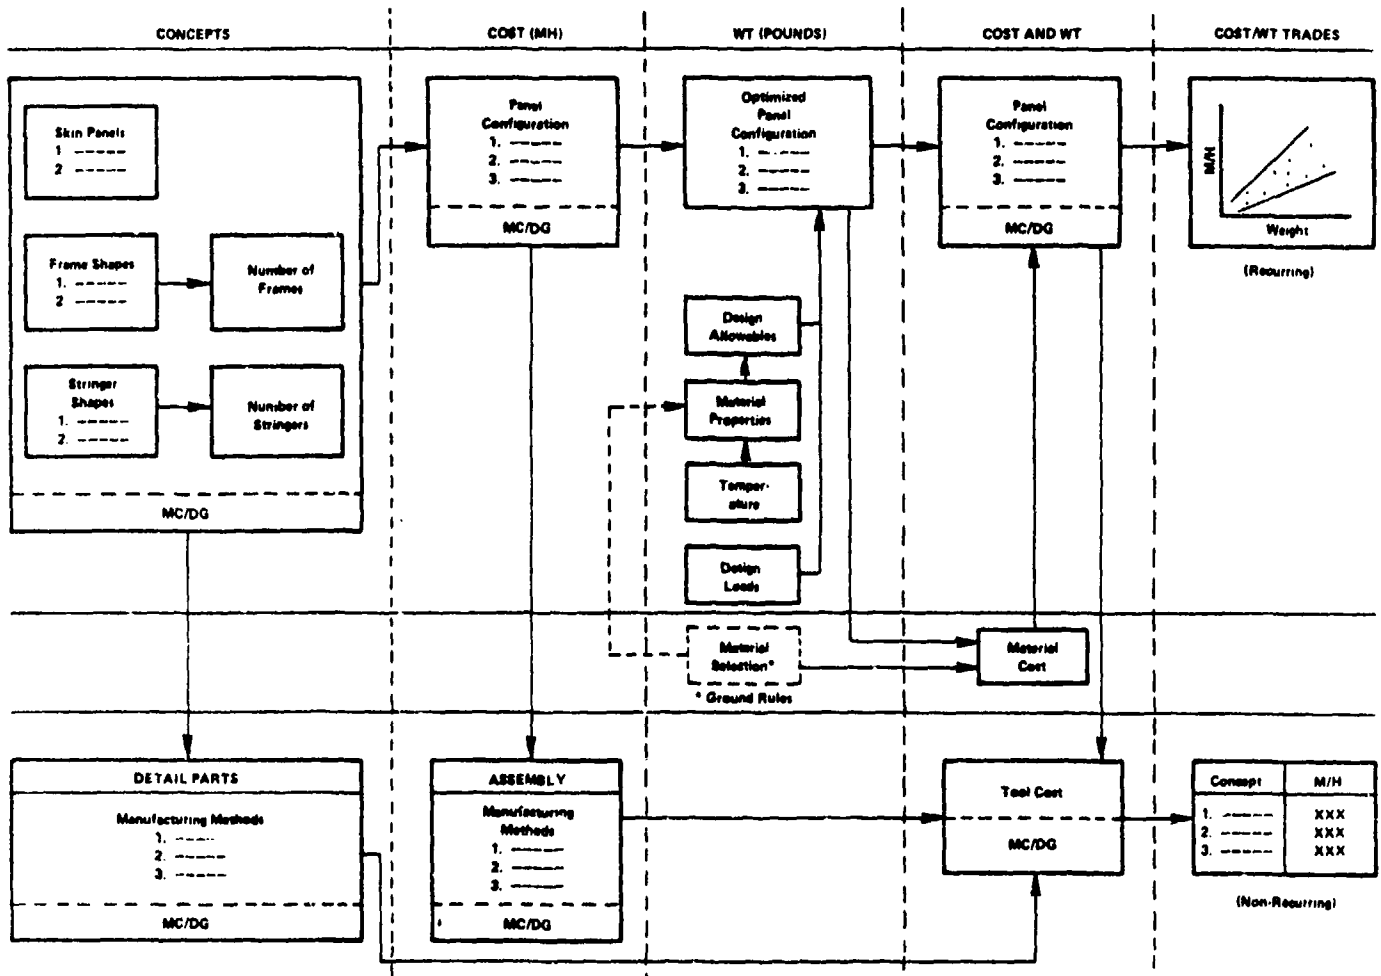 CONCEPTS
COST (MH)
WT (POUNDS)
COST AND WT
COST/WT TRADES
Skin Panels
1 -----
2 -----
Frame Shapes
1. -----
2 -----
Number of
Frames
Stringer
Shapes
1. -----
2. -----
Number of
Stringers
MC/DG
Panel
Configuration
1. -----
2. -----
3. -----
MC/DG
Optimized
Panel
Configuration
1. -----
2. -----
3. -----
Design
Allowables
Material
Properties
Temper-
ature
Design
Loads
Panel
Configuration
1. -----
2. -----
3. -----
MC/DG
M/H
Weight
(Recurring)
Material
Selection*
* Ground Rules
Material
Cost
DETAIL PARTS
Manufacturing Methods
1. -----
2. -----
3. -----
MC/DG
ASSEMBLY
Manufacturing
Methods
1. -----
2. -----
3. -----
MC/DG
Tool Cost
MC/DG
Concept M/H
1. ----- XXX
2. ----- XXX
3. ----- XXX
(Non-Recurring)